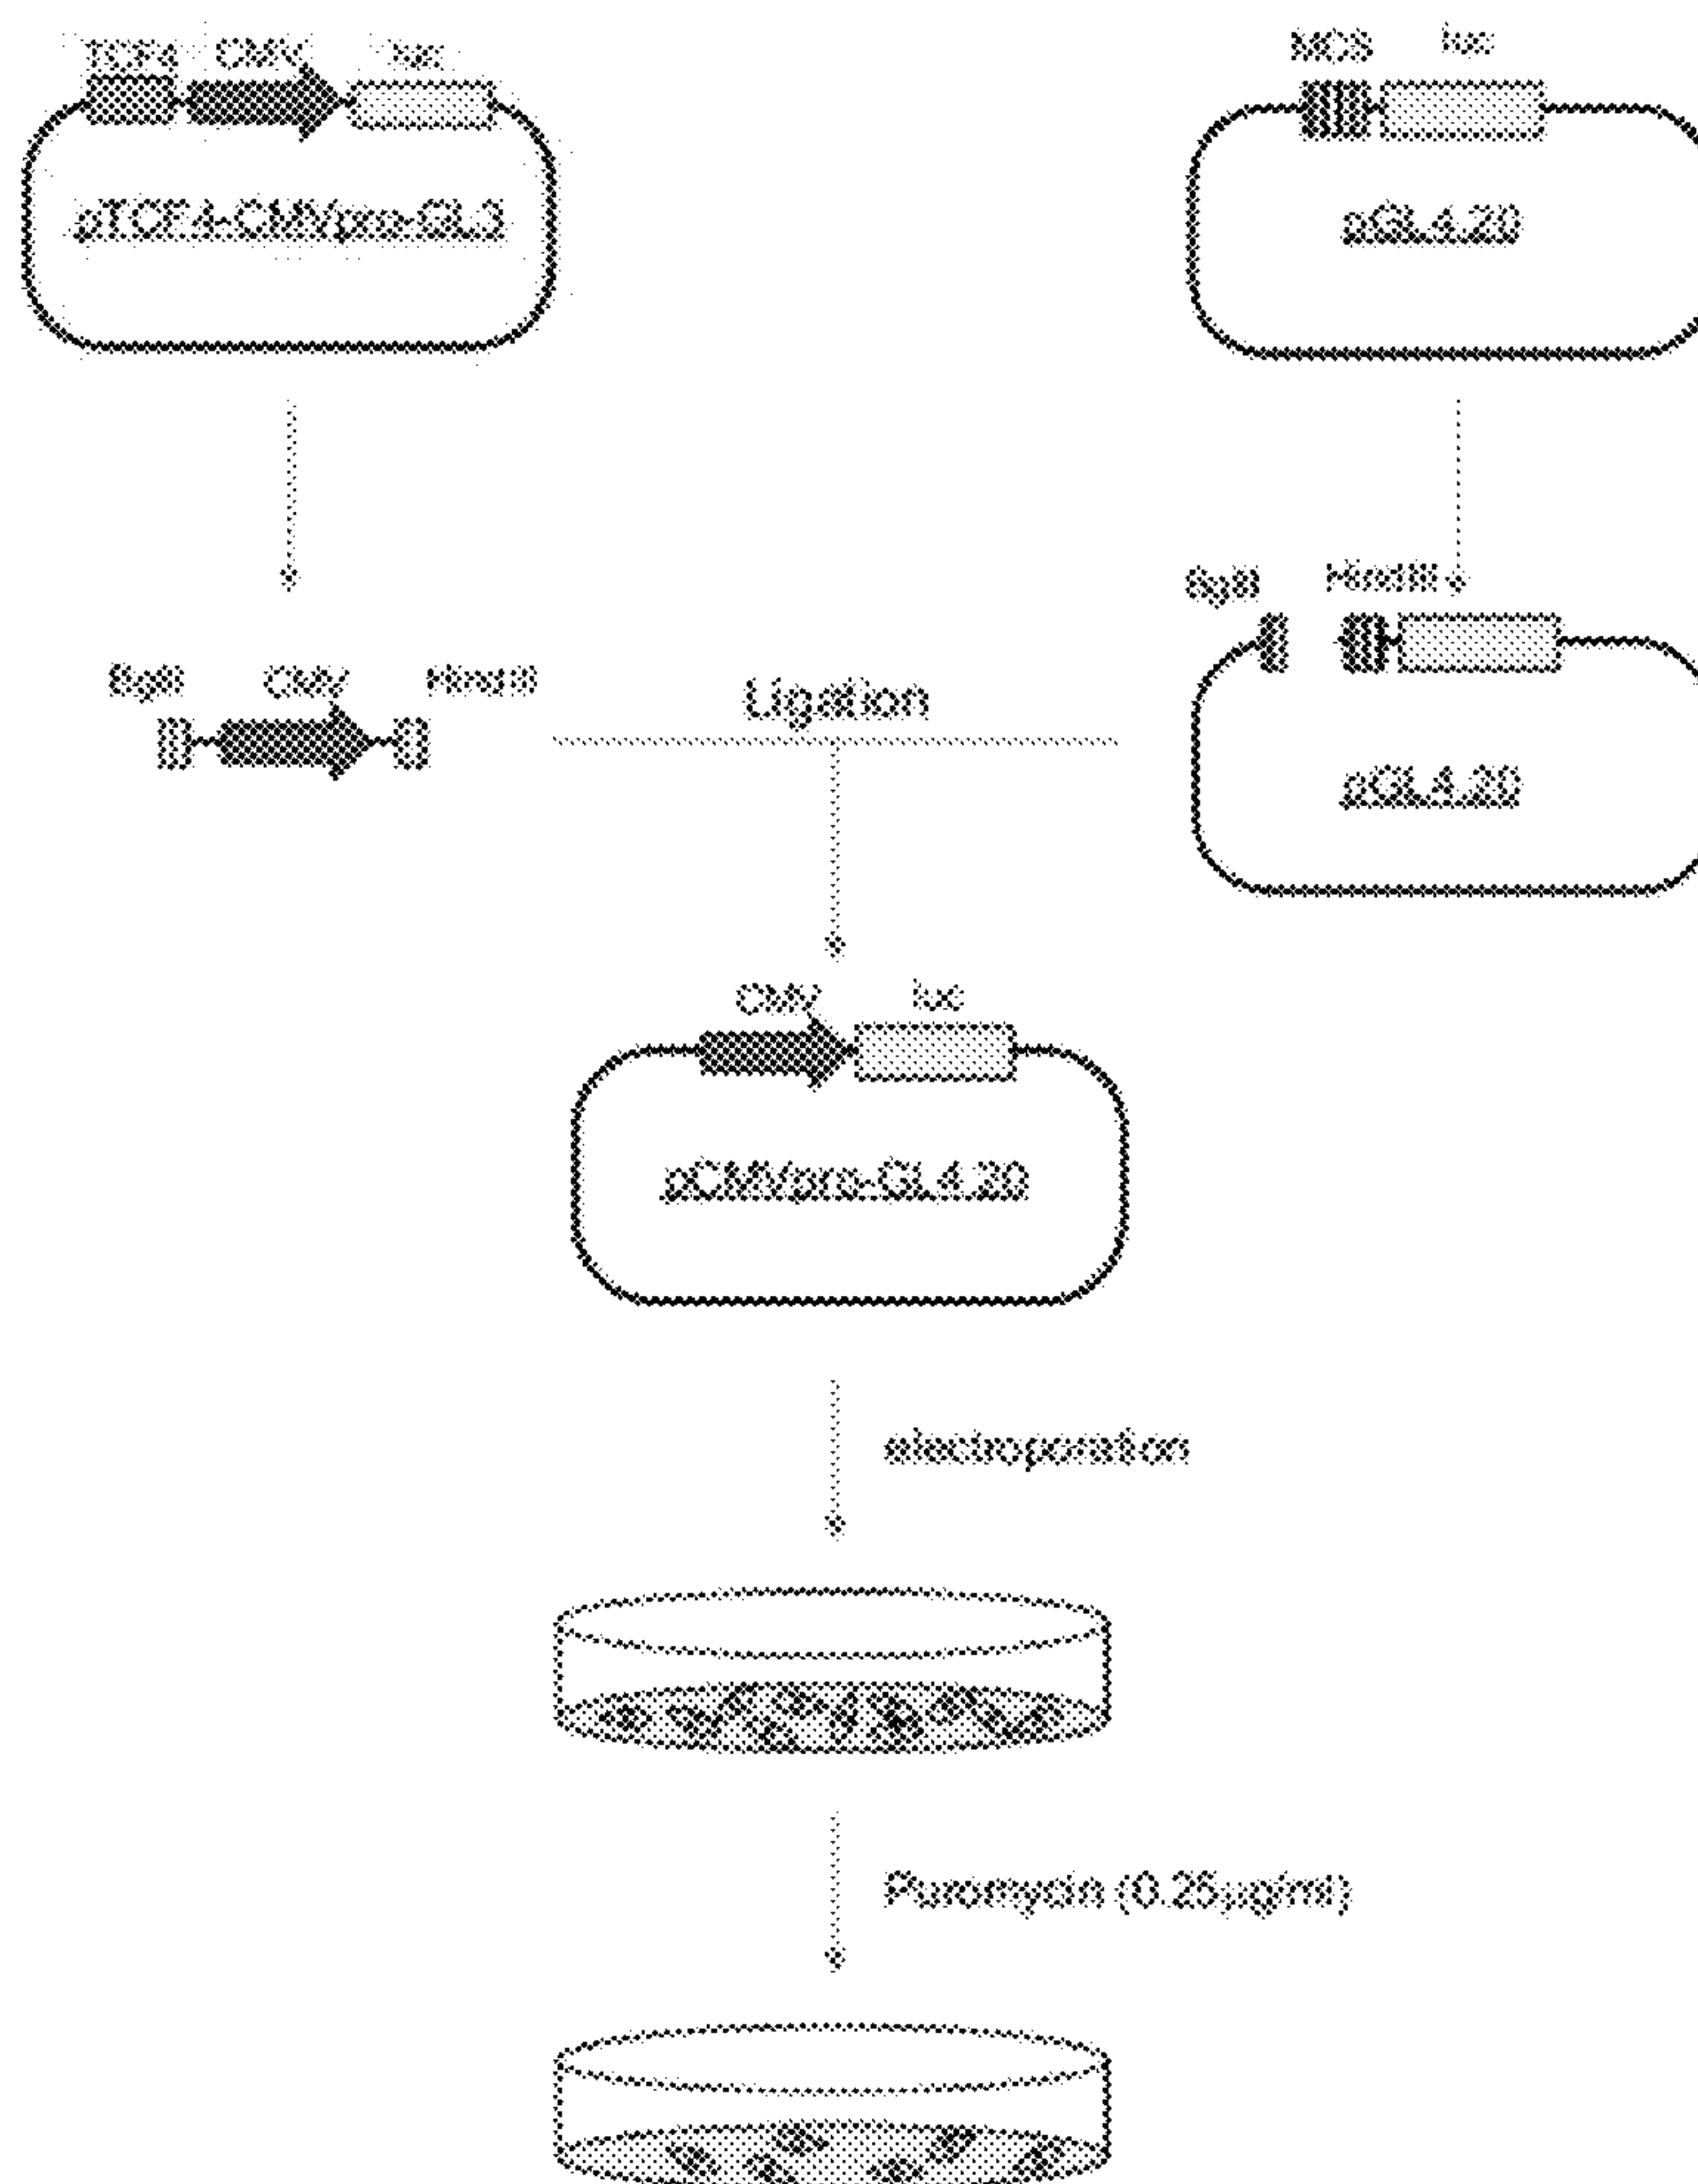 TCF4 CMV luc
MCS luc
pTCF4-CMVpro-GL3
pGL4.20
BglII HindIII
BglII CMV HindIII
Ligation
pGL4.20
CMV luc
pCMVpro-GL4.20
electroporation
Puromycin (0.25µg/ml)